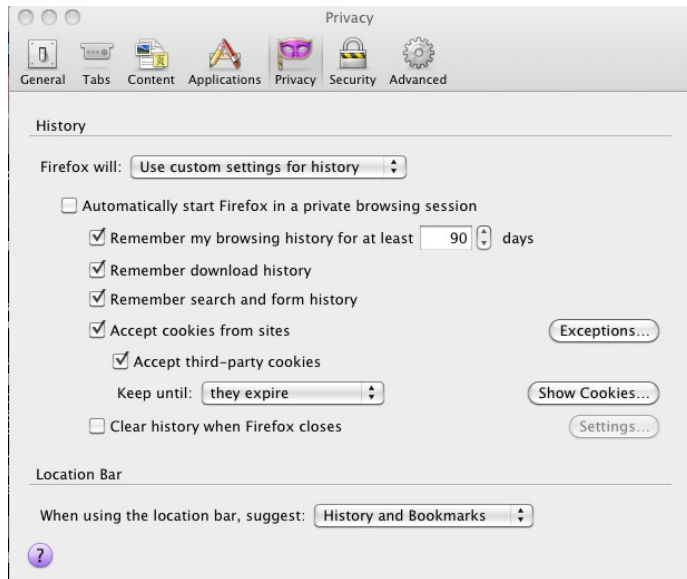 Privacy
General Tabs Content Applications Privacy Security Advanced
History
Firefox will: Use custom settings for history
Automatically start Firefox in a private browsing session
Remember my browsing history for at least 90 days
Remember download history
Remember search and form history
Accept cookies from sites Exceptions...
Accept third-party cookies
Keep until: they expire Show Cookies...
Clear history when Firefox closes Settings...
Location Bar
When using the location bar, suggest: History and Bookmarks
?